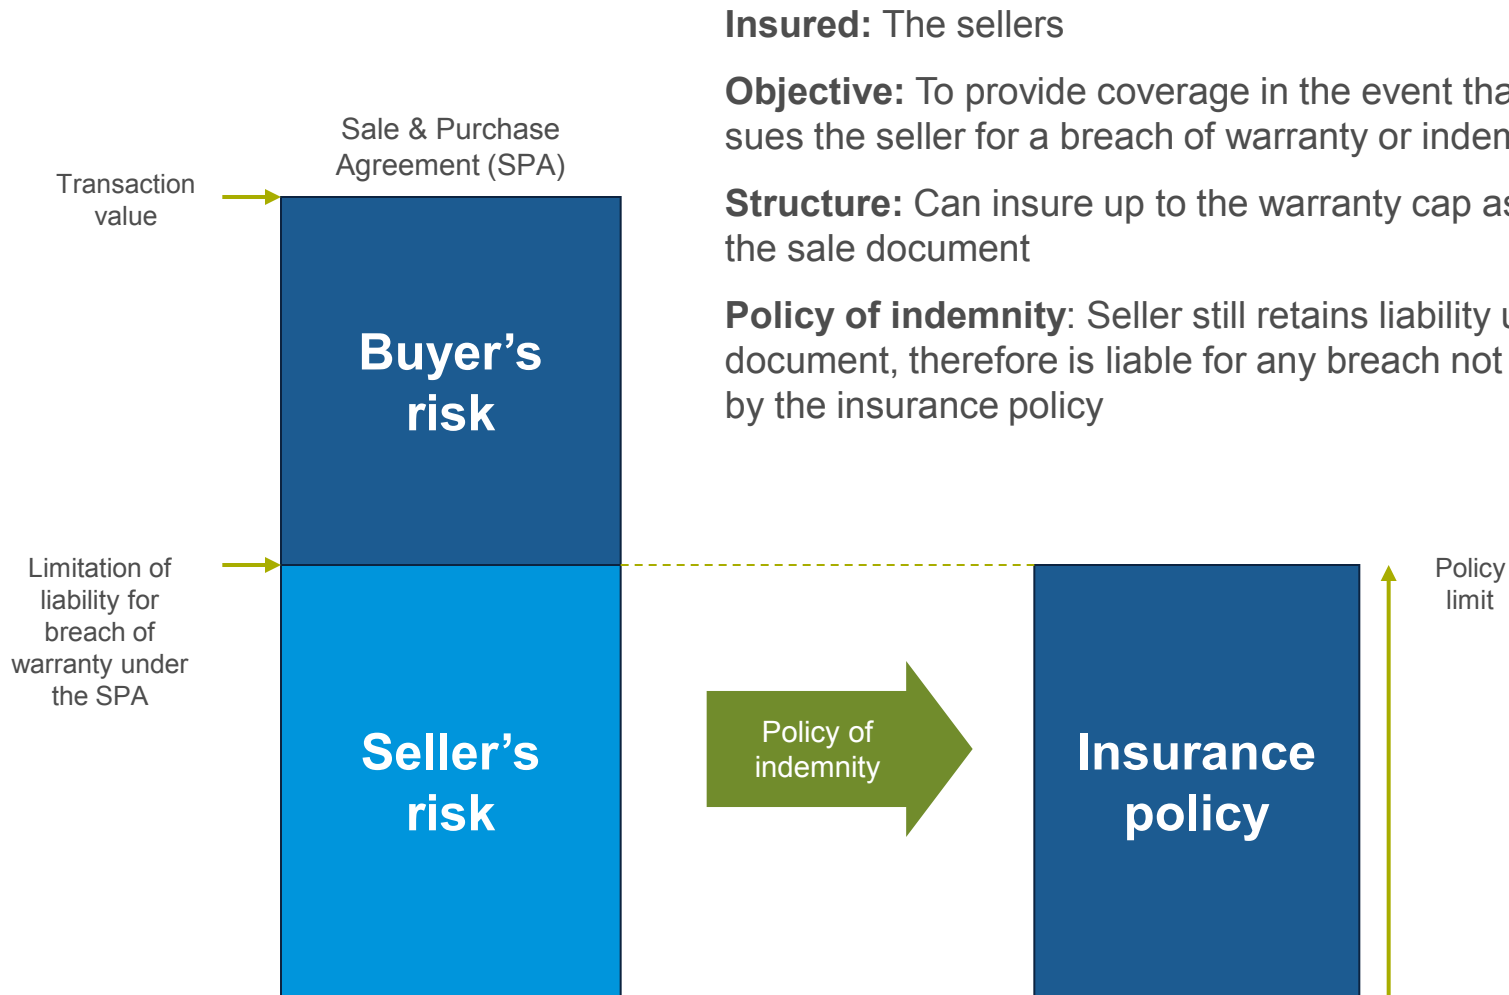 Insured: The sellers
Objective: To provide coverage in the event
sues the seller for a breach of warranty or
Structure: Can insure up to the warranty cap
the sale document
Policy of indemnity: Seller still retains liability
document, therefore is liable for any breach not
by the insurance policy
Sale & Purchase
Agreement (SPA)
Transaction
value
Buyer's
risk
Limitation of
liability for
breach of
warranty under
the SPA
Policy
limit
Seller's
risk
Policy of
indemnity
Insurance
policy